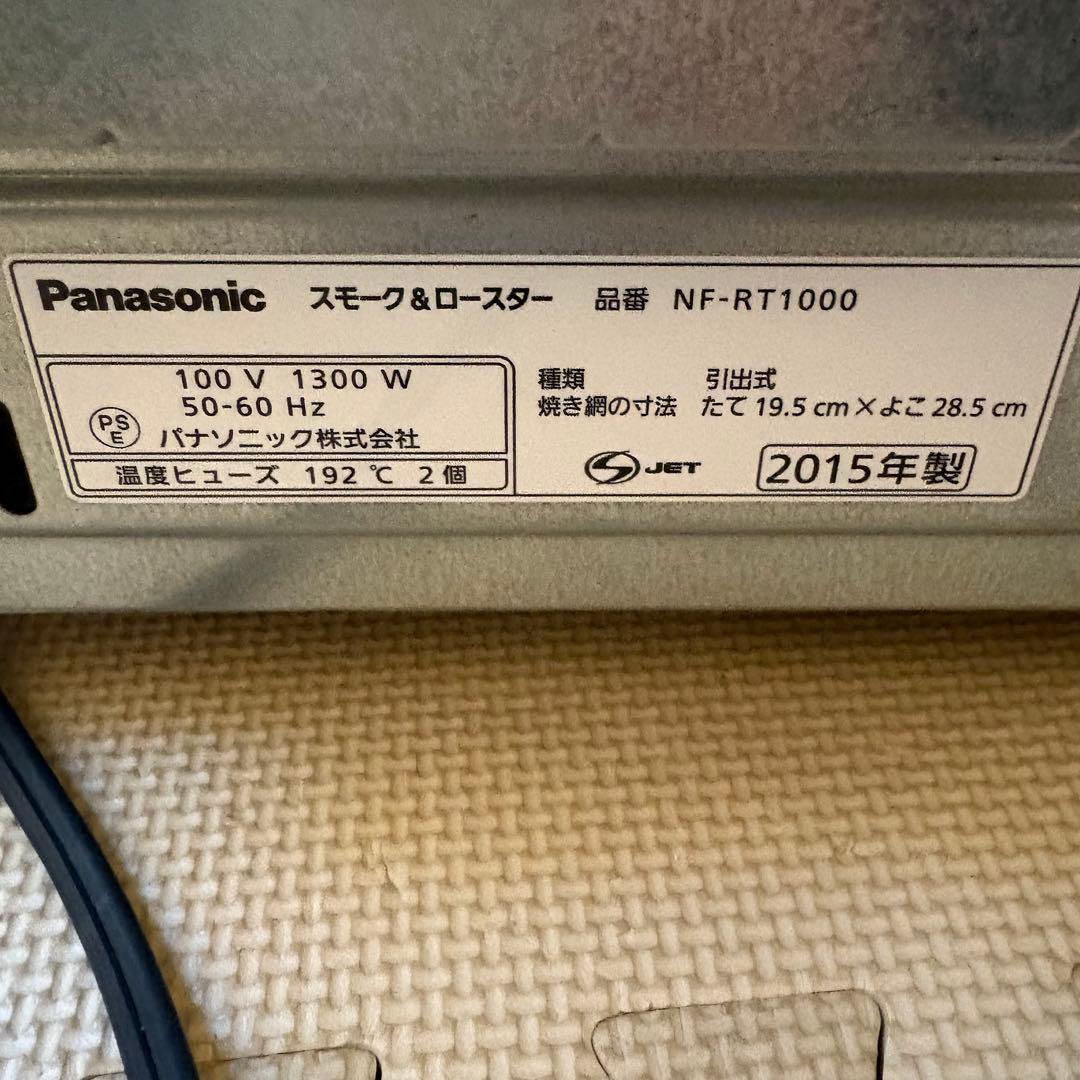 Panasonic スモーク&ロースター 品番 NF-RT1000
100 V 1300 W
50-60 Hz
PS E パナソニック株式会社
温度ヒューズ 192 ℃ 2個
種類 引出式
焼き網の寸法 たて 19.5 cm×よこ 28.5 cm
S JET 2015年製